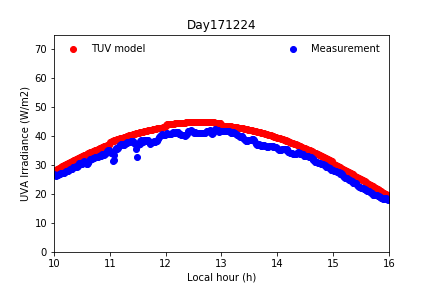 Day171224
TUV model
Measurement
UVA Irradiance (W/m2)
70
60
50
40
30
20
10
0
10 11 12 13 14 15 16
Local hour (h)